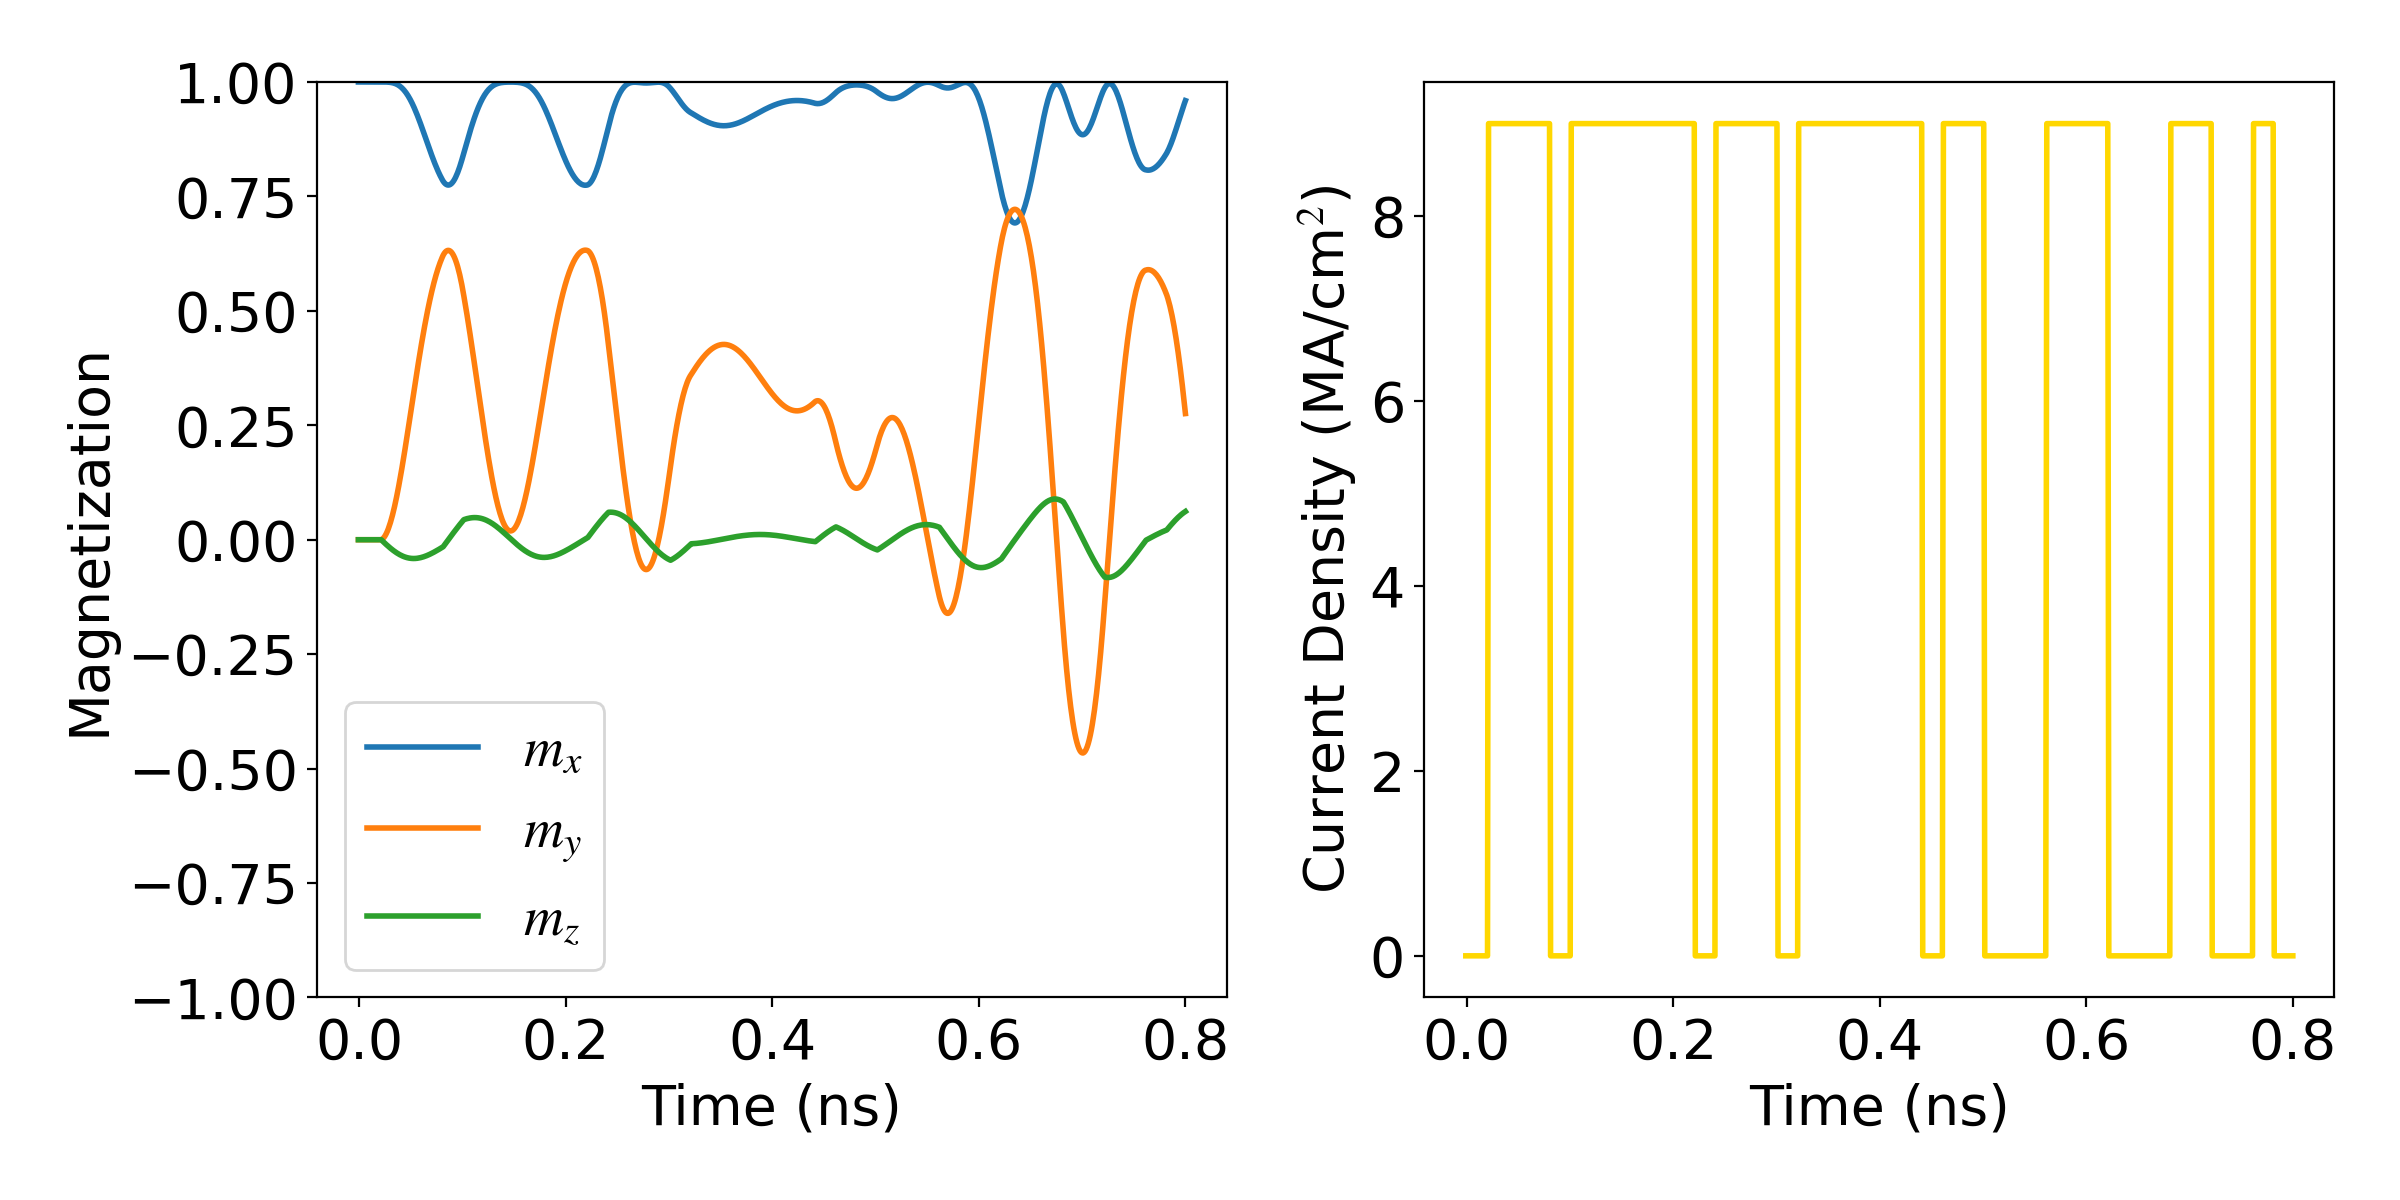 1.00
0.75
0.50
0.25
0.00
−0.25
−0.50
−0.75
−1.00
Magnetization
m_x
m_y
m_z
0.0 0.2 0.4 0.6 0.8
Time (ns)
8
6
4
2
0
Current Density (MA/cm²)
0.0 0.2 0.4 0.6 0.8
Time (ns)